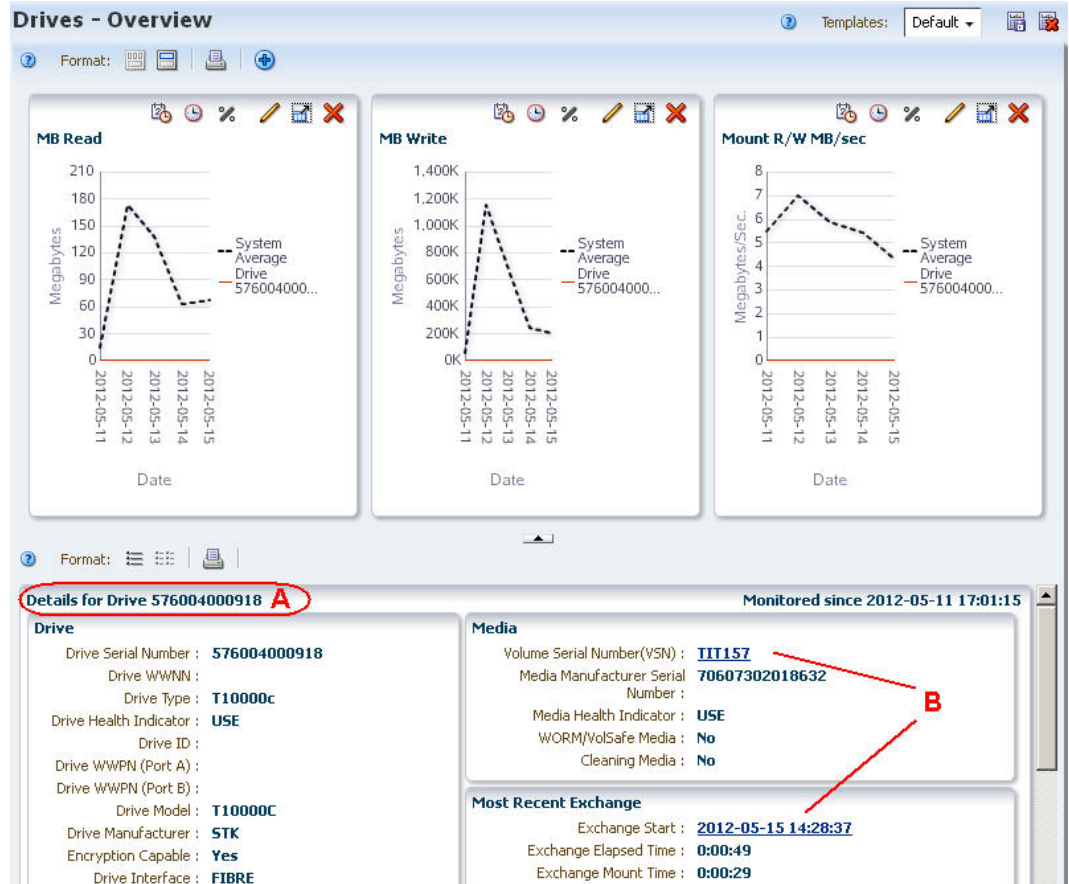 Drives - Overview
Templates: Default
Format:
MB Read
210
180
150
120
90
60
30
0
Megabytes
2012-05-11
2012-05-12
2012-05-13
2012-05-14
2012-05-15
Date
System
Average
Drive
576004000...
MB Write
1,400K
1,200K
1,000K
800K
600K
400K
200K
0K
Megabytes
2012-05-11
2012-05-12
2012-05-13
2012-05-14
2012-05-15
Date
System
Average
Drive
576004000...
Mount R/W MB/sec
8
7
6
5
4
3
2
1
0
Megabytes/Sec.
2012-05-11
2012-05-12
2012-05-13
2012-05-14
2012-05-15
Date
System
Average
Drive
576004000...
Format:
Details for Drive 576004000918 A
Monitored since 2012-05-11 17:01:15
Drive
Drive Serial Number : 576004000918
Drive WWNN :
Drive Type : T10000c
Drive Health Indicator : USE
Drive ID :
Drive WWPN (Port A) :
Drive WWPN (Port B) :
Drive Model : T10000C
Drive Manufacturer : STK
Encryption Capable : Yes
Drive Interface : FIBRE
Media
Volume Serial Number(VSN) : TIT157
Media Manufacturer Serial 70607302018632
Number :
Media Health Indicator : USE
WORM/VolSafe Media : No
Cleaning Media : No
B
Most Recent Exchange
Exchange Start : 2012-05-15 14:28:37
Exchange Elapsed Time : 0:00:49
Exchange Mount Time : 0:00:29